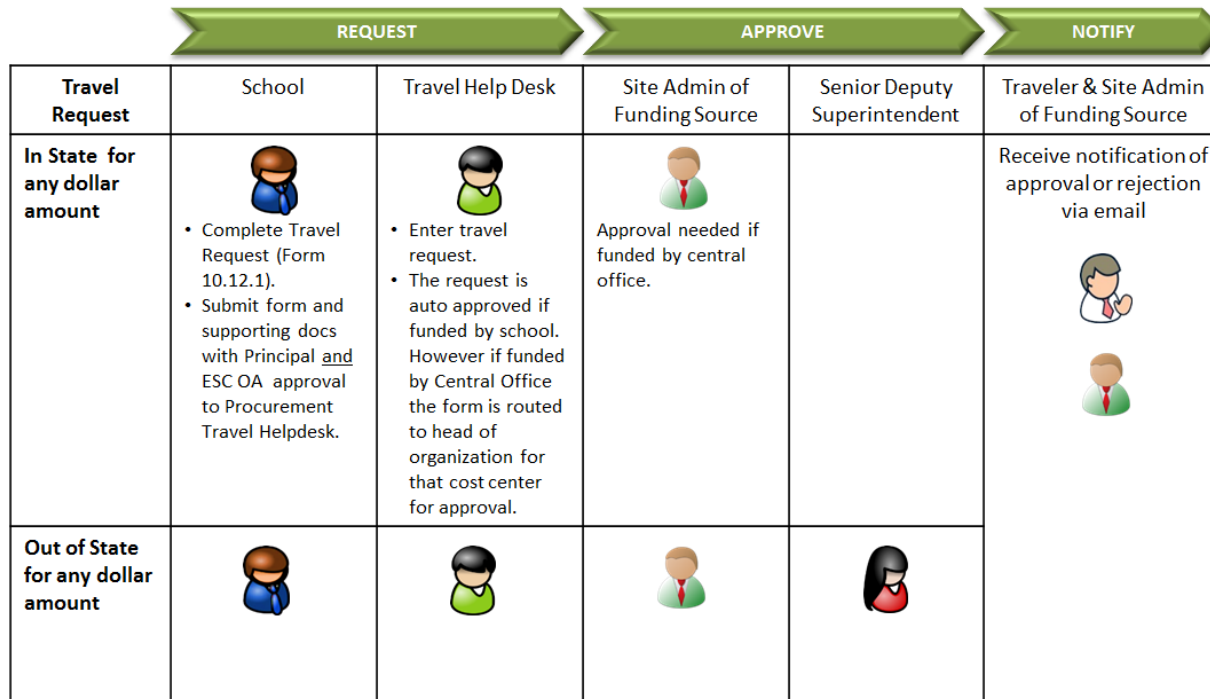 REQUEST
APPROVE
NOTIFY
Travel
Request
School
Travel Help Desk
Site Admin of
Funding Source
Senior Deputy
Superintendent
Traveler & Site Admin
of Funding Source
In State for
any dollar
amount
• Complete Travel
Request (Form
10.12.1).
• Submit form and
supporting docs
with Principal and
ESC OA approval
to Procurement
Travel Helpdesk.
• Enter travel
request.
• The request is
auto approved if
funded by school.
However if funded
by Central Office
the form is routed
to head of
organization for
that cost center
for approval.
Approval needed if
funded by central
office.
Receive notification of
approval or rejection
via email
Out of State
for any dollar
amount